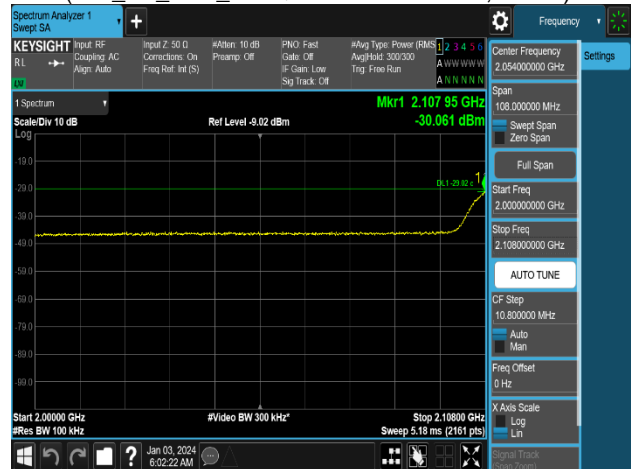 Spectrum Analyzer 1
Swept SA
Frequency
KEYSIGHT
RL
Input: RF
Coupling: AC
Align: Auto
Input Z: 50 Ω
Corrections: On
Freq Ref: Int (S)
#Atten: 10 dB
Preamp: Off
PNO: Fast
Gate: Off
IF Gain: Low
Sig Track: Off
#Avg Type: Power (RMS
Avg|Hold: 300/300
Trig: Free Run
1 2 3 4 5 6
A W W W W W
A N N N N N
1 Spectrum
Scale/Div 10 dB
Ref Level -9.02 dBm
Mkr1 2.107 95 GHz
-30.061 dBm
Log
DL1 -29.02
1
-19.0
-29.0
-39.0
-49.0
-59.0
-69.0
-79.0
-89.0
-99.0
Start 2.00000 GHz
#Res BW 100 kHz
#Video BW 300 kHz*
Stop 2.10800 GHz
Sweep 5.18 ms (2161 pts)
Jan 03, 2024
6:02:22 AM
Center Frequency
2.054000000 GHz
Span
108.000000 MHz
Swept Span
Zero Span
Full Span
Start Freq
2.000000000 GHz
Stop Freq
2.108000000 GHz
AUTO TUNE
CF Step
10.800000 MHz
Auto
Man
Freq Offset
0 Hz
X Axis Scale
Log
Lin
Signal Track
(Span Zoom)
Settings